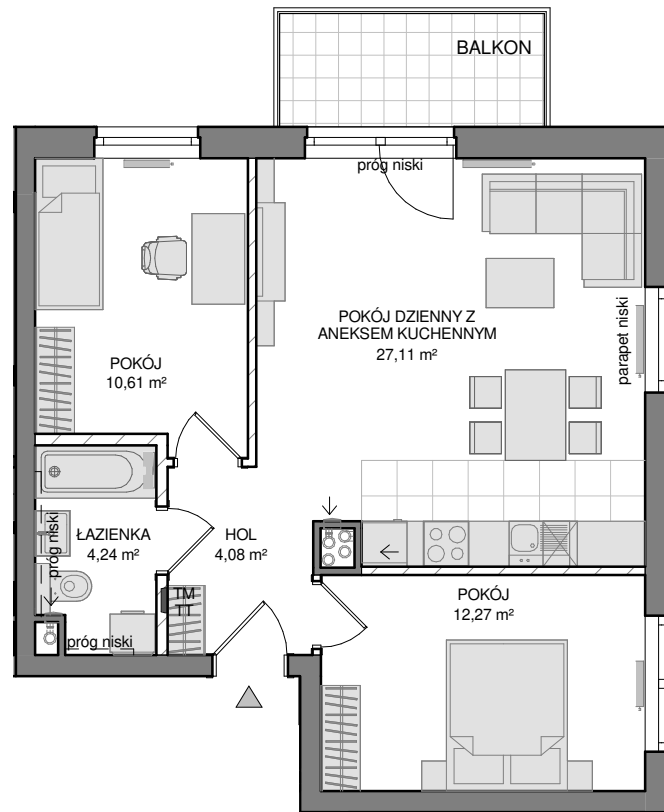 BALKON
próg niski
POKÓJ DZIENNY Z
ANEKSEM KUCHENNYM
27,11 m²
parapet niski
POKÓJ
10,61 m²
ŁAZIENKA
4,24 m²
próg niski
HOL
4,08 m²
TM
TT
próg niski
POKÓJ
12,27 m²